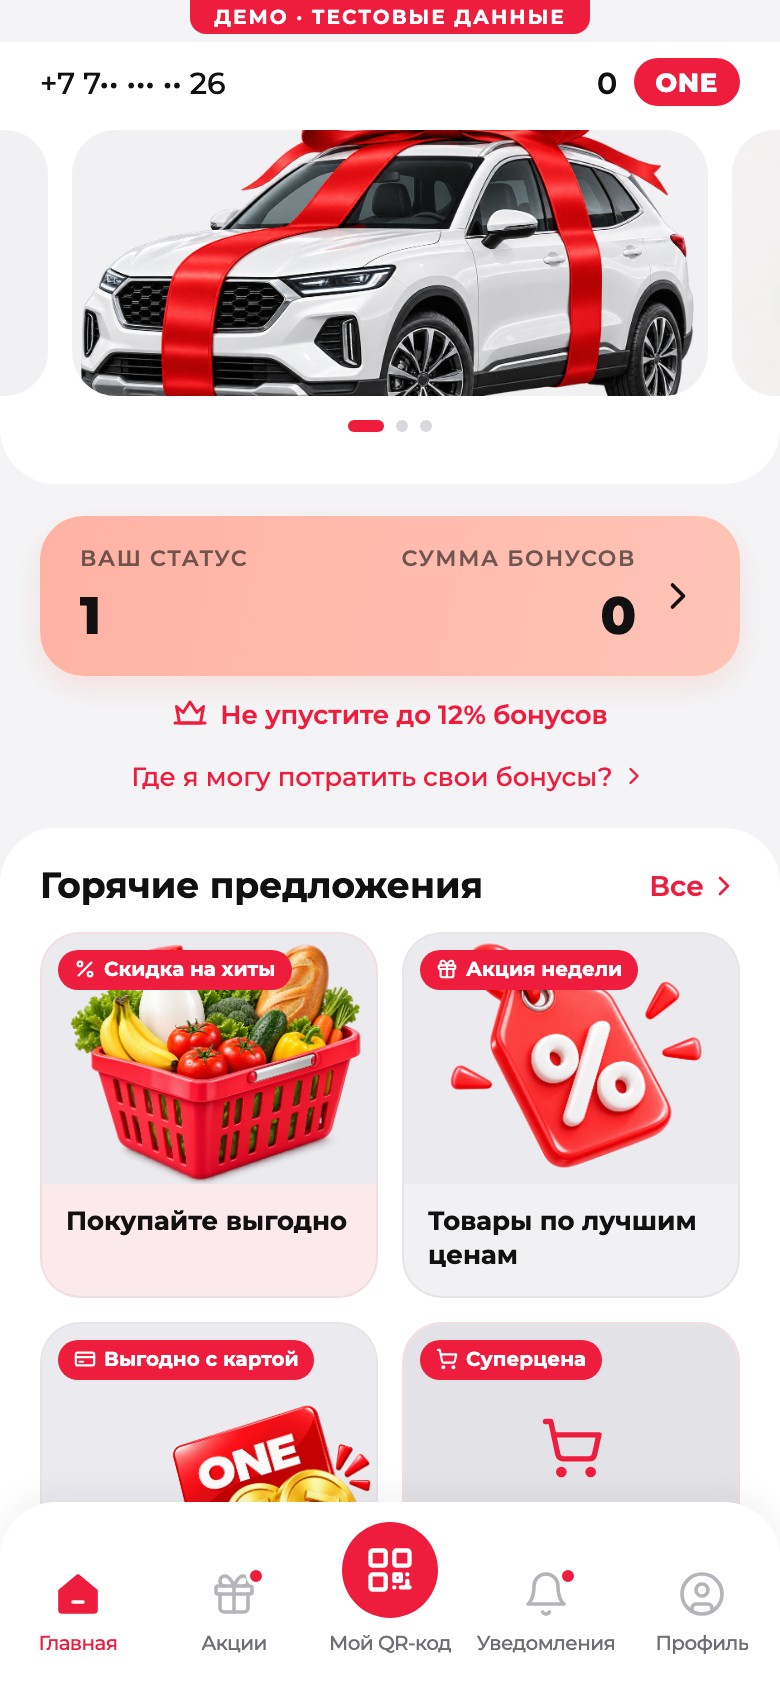 ДЕМО · ТЕСТОВЫЕ ДАННЫЕ
+7 7•• ••• •• 26
0 ONE
ВАШ СТАТУС
СУММА БОНУСОВ
1
0
Не упустите до 12% бонусов
Где я могу потратить свои бонусы?
Горячие предложения
Все
Скидка на хиты
Акция недели
%
Покупайте выгодно
Товары по лучшим
ценам
Выгодно с картой
Суперцена
ONE
Главная
Акции
Мой QR-код
Уведомления
Профиль